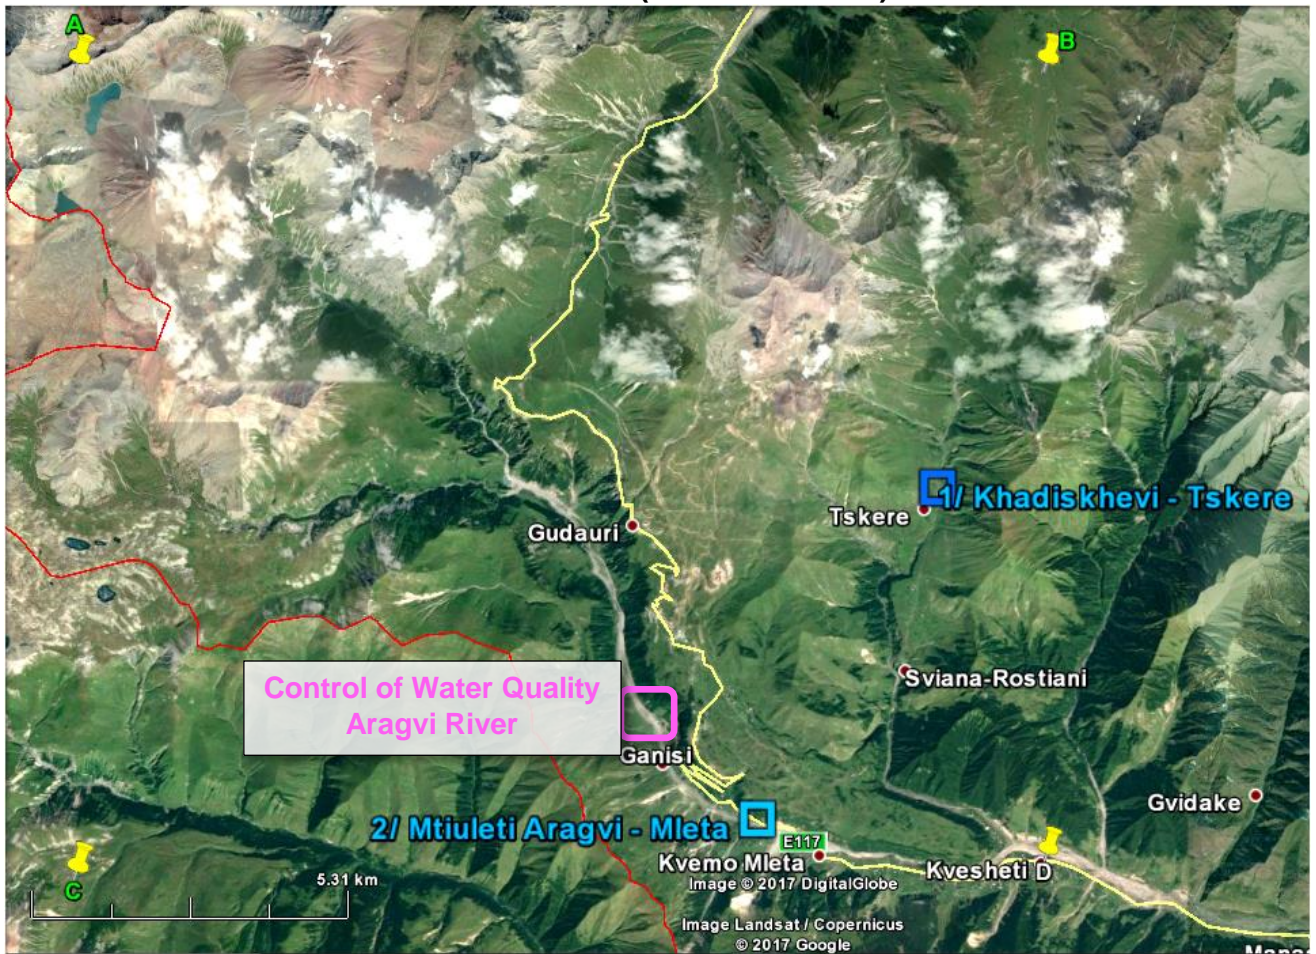 A
B
1/ Khadiskhevi - Tskere
Tskere
Gudauri
Sviana-Rostiani
Control of Water Quality
Aragvi River
Ganisi
Gvidake
2/ Mtiuleti Aragvi - Mleta
E117
Kvemo Mleta
Kvesheti D
C
5.31 km
Image © 2017 DigitalGlobe
Image Landsat / Copernicus
© 2017 Google